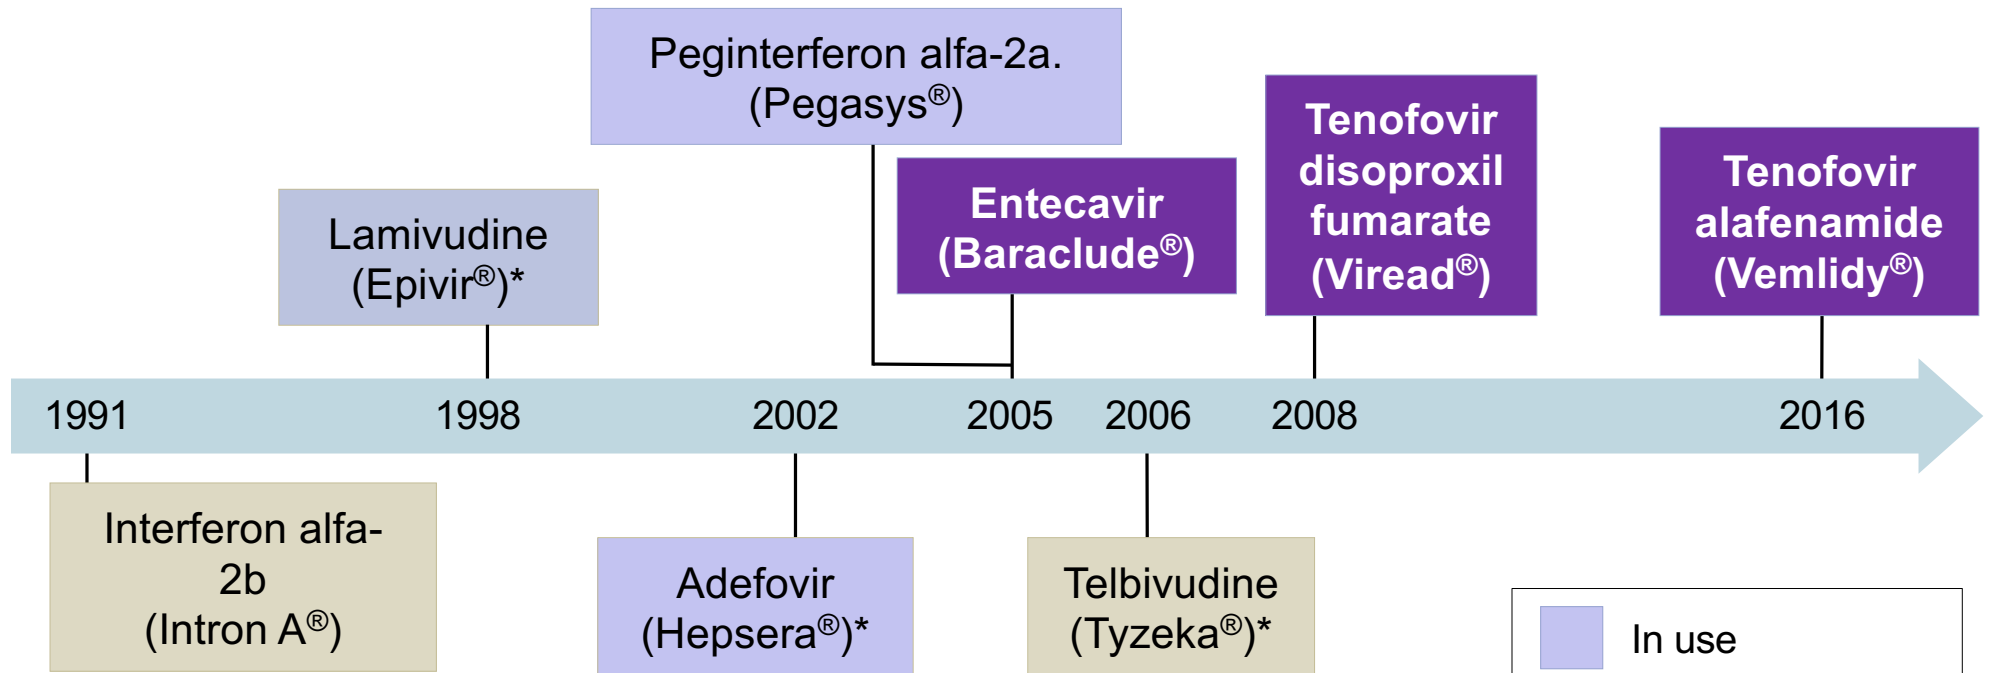 Peginterferon alfa-2a.
(Pegasys®)
Tenofovir
disoproxil
fumarate
(Viread®)
Tenofovir
alafenamide
(Vemlidy®)
Entecavir
(Baraclude®)
Lamivudine
(Epivir®)*
1991
1998
2002
2005
2006
2008
2016
Interferon alfa-
2b
(Intron A®)
Adefovir
(Hepsera®)*
Telbivudine
(Tyzeka®)*
In use